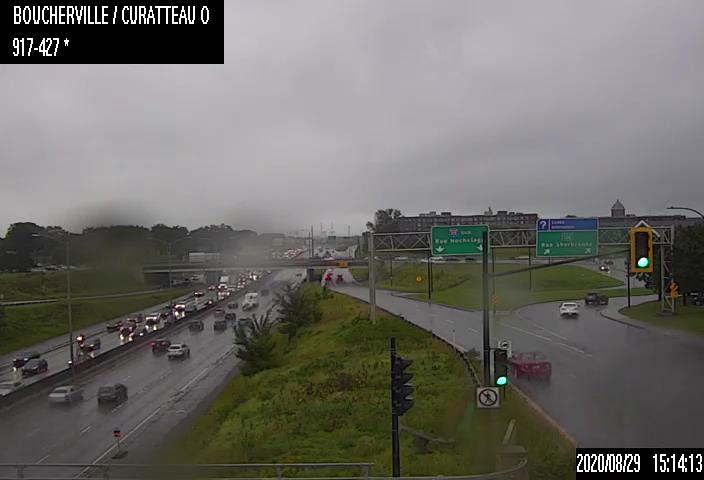 BOUCHERVILLE / CURATTEAU O
917-427 *
Rue Hochelaga
?
Rue Sherbrooke
2020/08/29 15:14:13